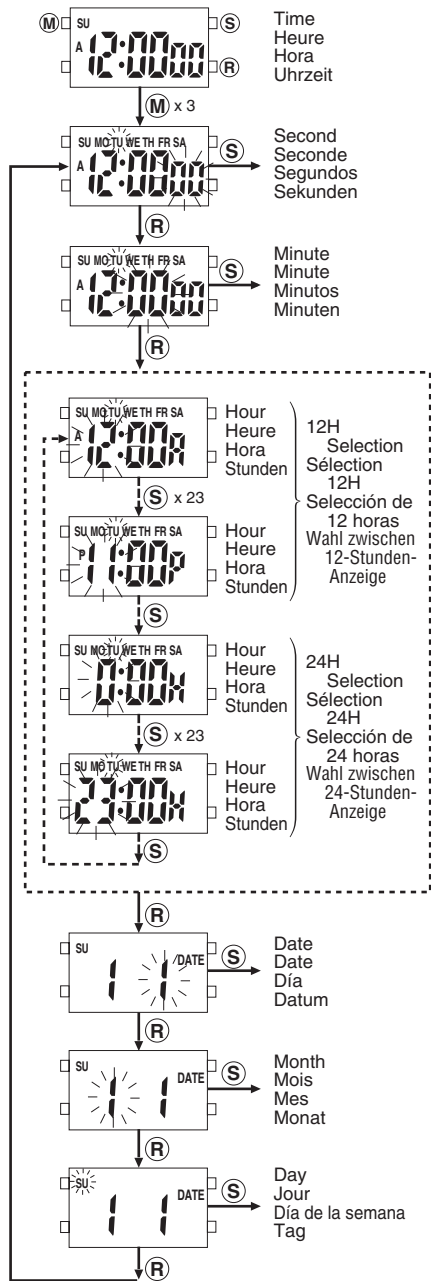 M SU S Time
A 12:00 00 Heure
R Hora
Uhrzeit
M x 3
SU MO TU WE TH FR SA Second
A 12:00 00 S Seconde
Segundos
Sekunden
R
SU MO TU WE TH FR SA Minute
A 12:00 00 S Minute
Minutos
Minuten
R
SU MO TU WE TH FR SA Hour
A 12:00A Heure
Hora
Stunden
12H
Selection
Sélection
12H
Selección de
12 horas
Wahl zwischen
12-Stunden-
Anzeige
S x 23
SU MO TU WE TH FR SA Hour
P 11:00P Heure
Hora
Stunden
S
SU MO TU WE TH FR SA Hour
0:00H Heure
Hora
Stunden
24H
Selection
Sélection
24H
Selección de
24 horas
Wahl zwischen
24-Stunden-
Anzeige
S x 23
SU MO TU WE TH FR SA Hour
23:00H Heure
Hora
Stunden
S
R
SU DATE S Date
1 1 Date
Día
Datum
R
SU DATE S Month
1 1 Mois
Mes
Monat
R
SU DATE S Day
1 1 Jour
Día de la semana
Tag
R